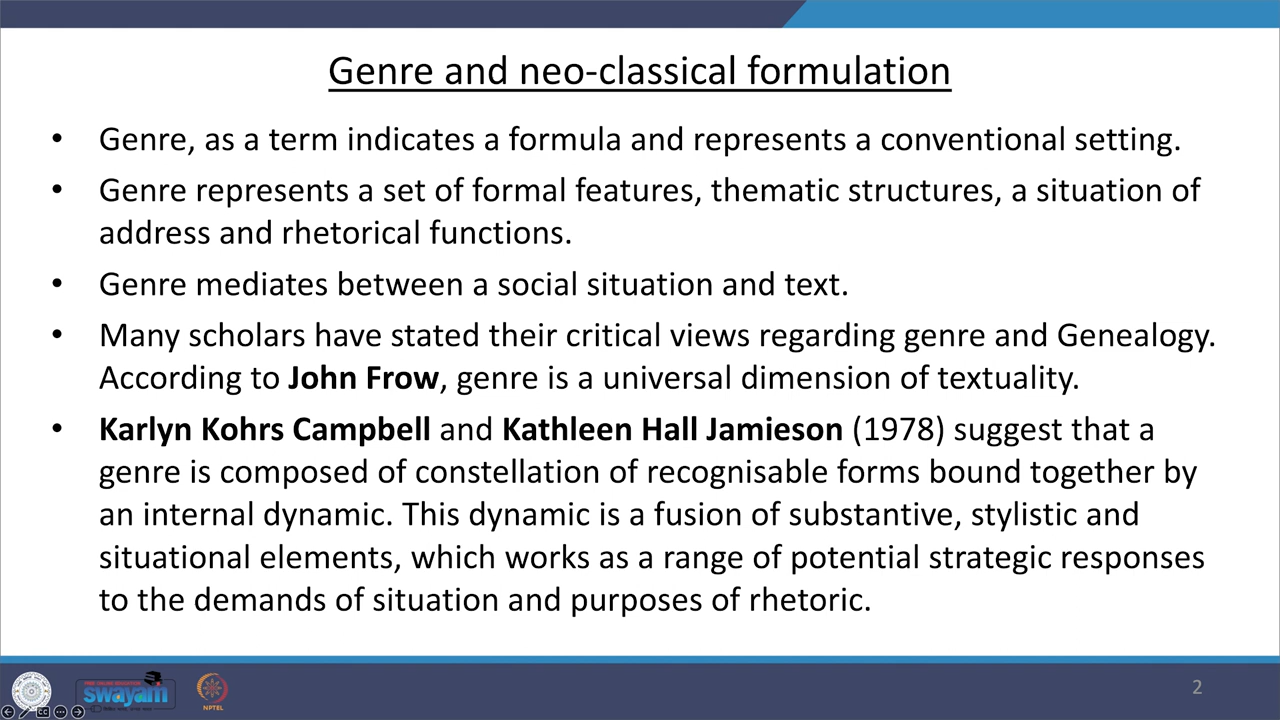 Genre and neo-classical formulation
• Genre, as a term indicates a formula and represents a conventional setting.
• Genre represents a set of formal features, thematic structures, a situation of
address and rhetorical functions.
• Genre mediates between a social situation and text.
• Many scholars have stated their critical views regarding genre and Genealogy.
According to John Frow, genre is a universal dimension of textuality.
• Karlyn Kohrs Campbell and Kathleen Hall Jamieson (1978) suggest that a
genre is composed of constellation of recognisable forms bound together by
an internal dynamic. This dynamic is a fusion of substantive, stylistic and
situational elements, which works as a range of potential strategic responses
to the demands of situation and purposes of rhetoric.
swayam
NPTEL
2